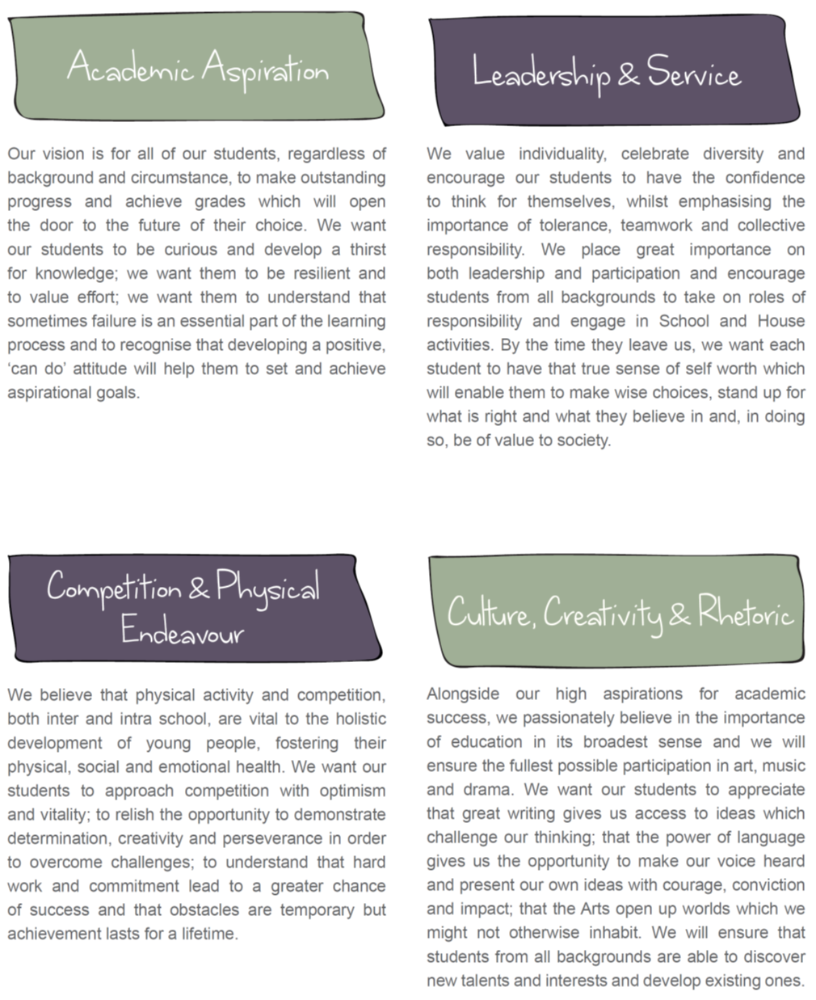 Academic Aspiration
Our vision is for all of our students, regardless of
background and circumstance, to make outstanding
progress and achieve grades which will open
the door to the future of their choice. We want
our students to be curious and develop a thirst
for knowledge; we want them to be resilient and
to value effort; we want them to understand that
sometimes failure is an essential part of the learning
process and to recognise that developing a positive,
‘can do’ attitude will help them to set and achieve
aspirational goals.
Leadership & Service
We value individuality, celebrate diversity and
encourage our students to have the confidence
to think for themselves, whilst emphasising the
importance of tolerance, teamwork and collective
responsibility. We place great importance on
both leadership and participation and encourage
students from all backgrounds to take on roles of
responsibility and engage in School and House
activities. By the time they leave us, we want each
student to have that true sense of self worth which
will enable them to make wise choices, stand up for
what is right and what they believe in and, in doing
so, be of value to society.
Competition & Physical
Endeavour
We believe that physical activity and competition,
both inter and intra school, are vital to the holistic
development of young people, fostering their
physical, social and emotional health. We want our
students to approach competition with optimism
and vitality; to relish the opportunity to demonstrate
determination, creativity and perseverance in order
to overcome challenges; to understand that hard
work and commitment lead to a greater chance
of success and that obstacles are temporary but
achievement lasts for a lifetime.
Culture, Creativity & Rhetoric
Alongside our high aspirations for academic
success, we passionately believe in the importance
of education in its broadest sense and we will
ensure the fullest possible participation in art, music
and drama. We want our students to appreciate
that great writing gives us access to ideas which
challenge our thinking; that the power of language
gives us the opportunity to make our voice heard
and present our own ideas with courage, conviction
and impact; that the Arts open up worlds which we
might not otherwise inhabit. We will ensure that
students from all backgrounds are able to discover
new talents and interests and develop existing ones.